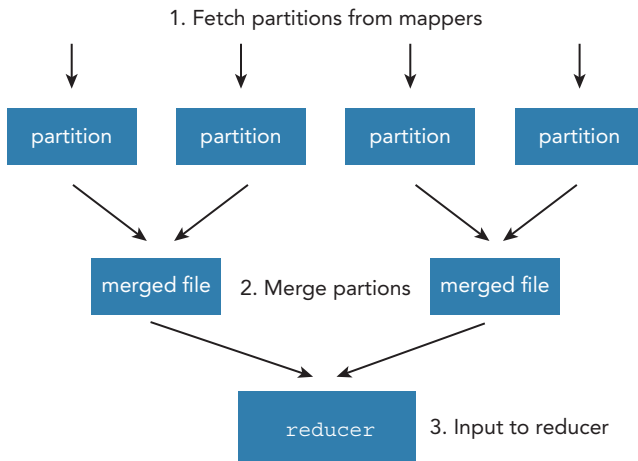 1. Fetch partitions from mappers
partition
partition
partition
partition
merged file
2. Merge partions
merged file
reducer
3. Input to reducer